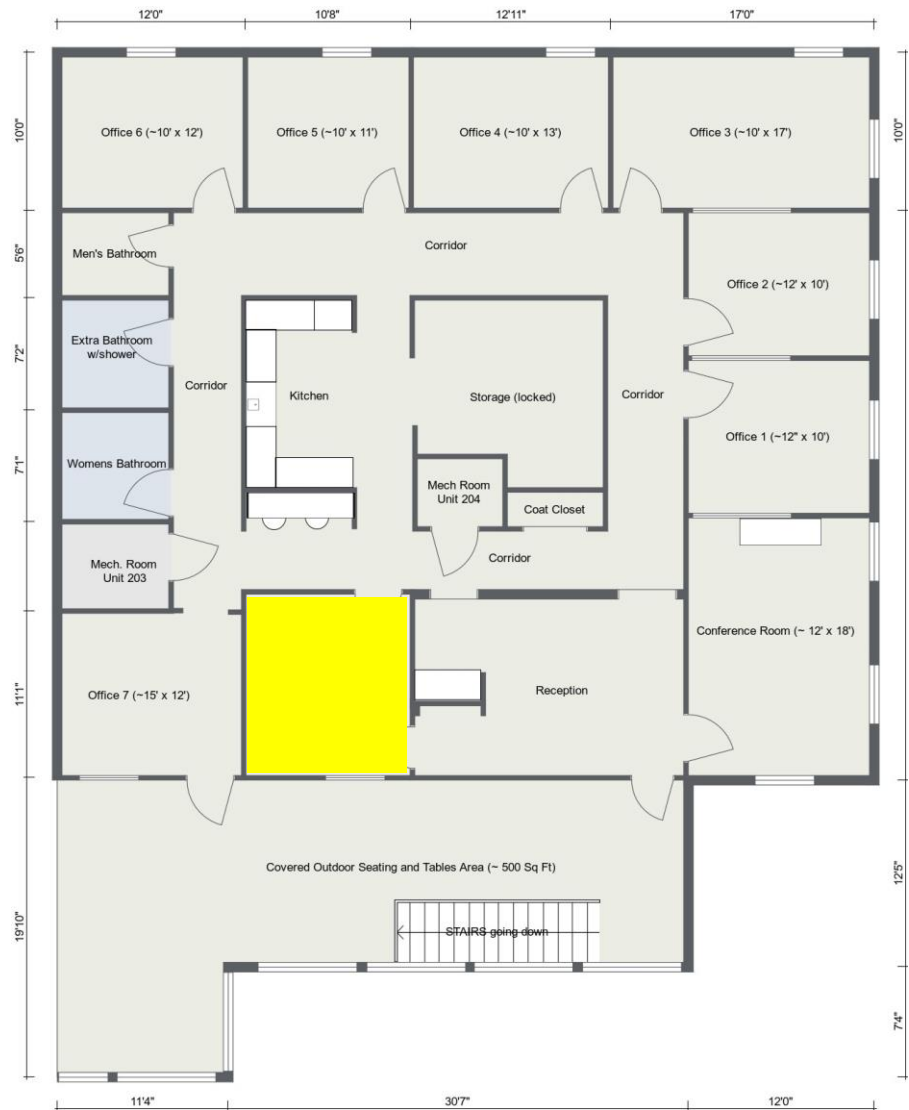 12'0"
10'8"
12'11"
17'0"
10'0"
10'0"
Office 6 (~10' x 12')
Office 5 (~10' x 11')
Office 4 (~10' x 13')
Office 3 (~10' x 17')
5'6"
Men's Bathroom
Corridor
Office 2 (~12' x 10')
7'2"
Extra Bathroom
w/shower
Corridor
Kitchen
Storage (locked)
Corridor
Office 1 (~12" x 10')
7'1"
Womens Bathroom
Mech Room
Unit 204
Coat Closet
Mech. Room
Unit 203
Corridor
Conference Room (~ 12' x 18')
11'1"
Office 7 (~15' x 12')
Reception
Covered Outdoor Seating and Tables Area (~ 500 Sq Ft)
12'5"
19'10"
STAIRS going down
7'4"
11'4"
30'7"
12'0"